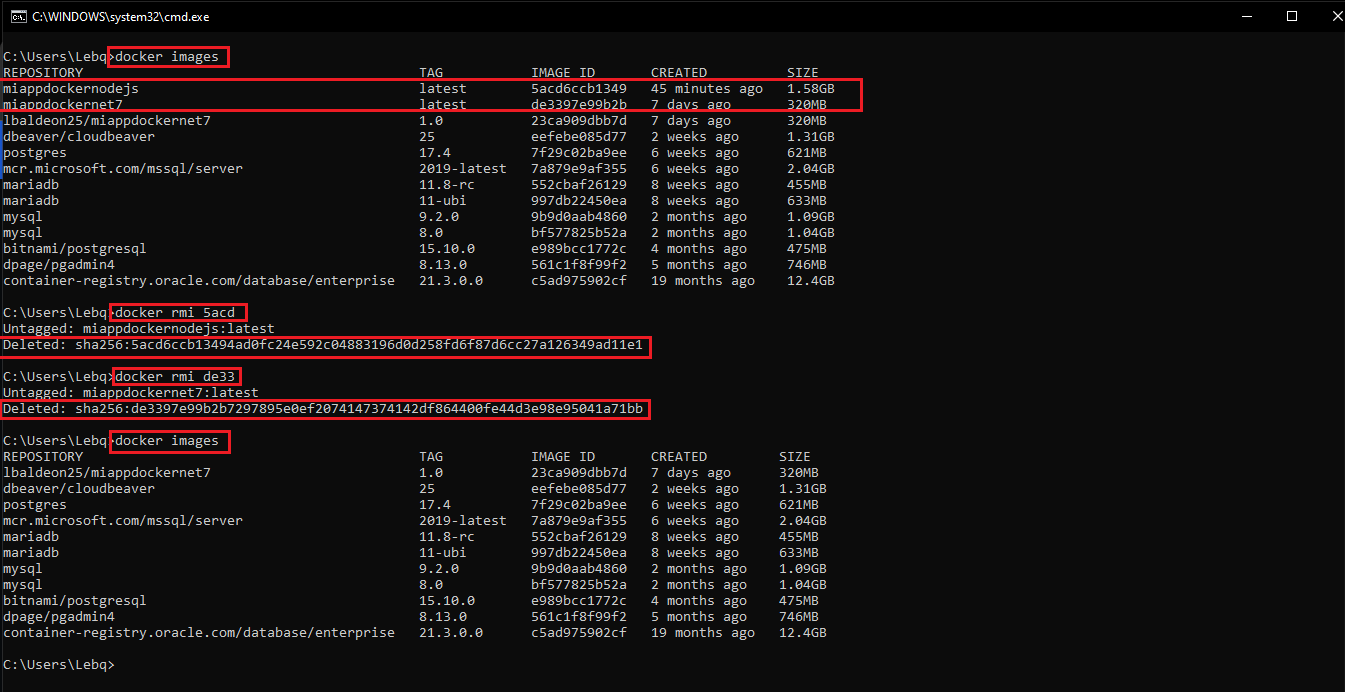 C:\WINDOWS\system32\cmd.exe
C:\Users\Lebq>docker images
REPOSITORY TAG IMAGE ID CREATED SIZE
miappdockernodejs latest 5acd6ccb1349 45 minutes ago 1.58GB
miappdockernet7 latest de3397e99b2b 7 days ago 320MB
lbaldeon25/miappdockernet7 1.0 23ca909dbb7d 7 days ago 320MB
dbeaver/cloudbeaver 25 eefebe085d77 2 weeks ago 1.31GB
postgres 17.4 7f29c02ba9ee 6 weeks ago 621MB
mcr.microsoft.com/mssql/server 2019-latest 7a879e9af355 6 weeks ago 2.04GB
mariadb 11.8-rc 552cbaf26129 8 weeks ago 455MB
mariadb 11-ubi 997db22450ea 8 weeks ago 633MB
mysql 9.2.0 9b9d0aab4860 2 months ago 1.09GB
mysql 8.0 bf577825b52a 2 months ago 1.04GB
bitnami/postgresql 15.10.0 e989bcc1772c 4 months ago 475MB
dpage/pgadmin4 8.13.0 561c1f8f99f2 5 months ago 746MB
container-registry.oracle.com/database/enterprise 21.3.0.0 c5ad975902cf 19 months ago 12.4GB
C:\Users\Lebq>docker rmi 5acd
Untagged: miappdockernodejs:latest
Deleted: sha256:5acd6ccb13494ad0fc24e592c04883196d0d258fd6f87d6cc27a126349ad11e1
C:\Users\Lebq>docker rmi de33
Untagged: miappdockernet7:latest
Deleted: sha256:de3397e99b2b7297895e0ef2074147374142df864400fe44d3e98e95041a71bb
C:\Users\Lebq>docker images
REPOSITORY TAG IMAGE ID CREATED SIZE
lbaldeon25/miappdockernet7 1.0 23ca909dbb7d 7 days ago 320MB
dbeaver/cloudbeaver 25 eefebe085d77 2 weeks ago 1.31GB
postgres 17.4 7f29c02ba9ee 6 weeks ago 621MB
mcr.microsoft.com/mssql/server 2019-latest 7a879e9af355 6 weeks ago 2.04GB
mariadb 11.8-rc 552cbaf26129 8 weeks ago 455MB
mariadb 11-ubi 997db22450ea 8 weeks ago 633MB
mysql 9.2.0 9b9d0aab4860 2 months ago 1.09GB
mysql 8.0 bf577825b52a 2 months ago 1.04GB
bitnami/postgresql 15.10.0 e989bcc1772c 4 months ago 475MB
dpage/pgadmin4 8.13.0 561c1f8f99f2 5 months ago 746MB
container-registry.oracle.com/database/enterprise 21.3.0.0 c5ad975902cf 19 months ago 12.4GB
C:\Users\Lebq>